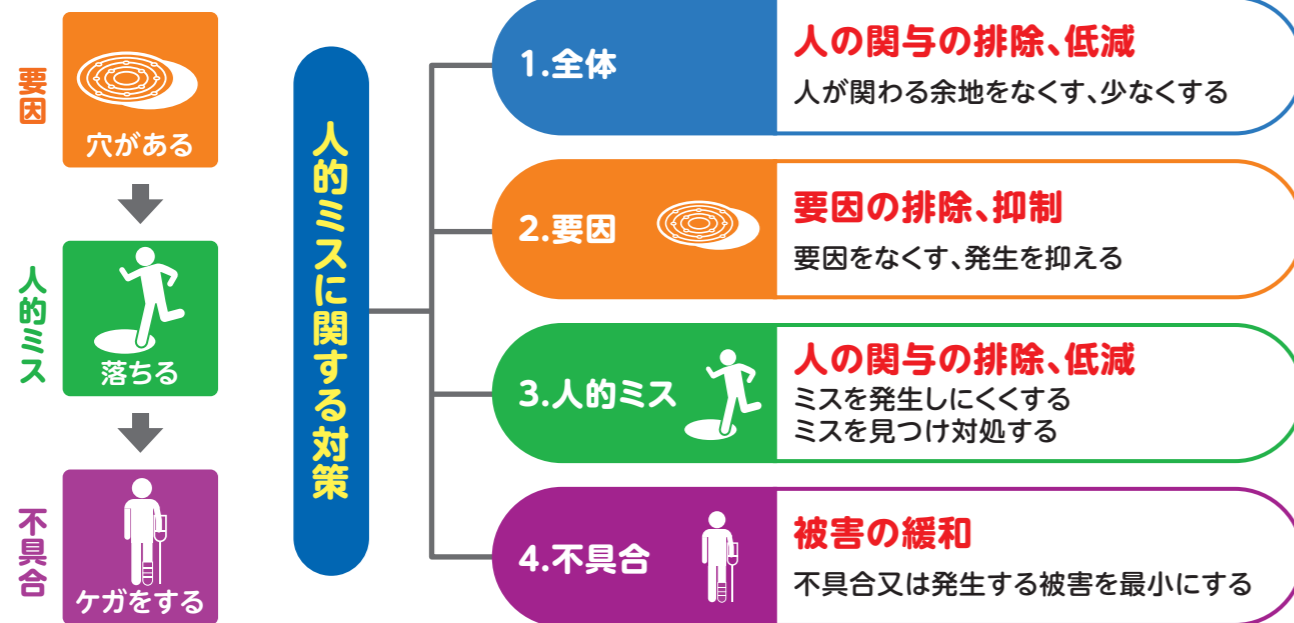 要因
穴がある
人的ミス
落ちる
不具合
ケガをする
人的ミスに関する対策
1.全体
人の関与の排除、低減
人が関わる余地をなくす、少なくする
2.要因
要因の排除、抑制
要因をなくす、発生を抑える
3.人的ミス
人の関与の排除、低減
ミスを発生しにくくする
ミスを見つけ対処する
4.不具合
被害の緩和
不具合又は発生する被害を最小にする